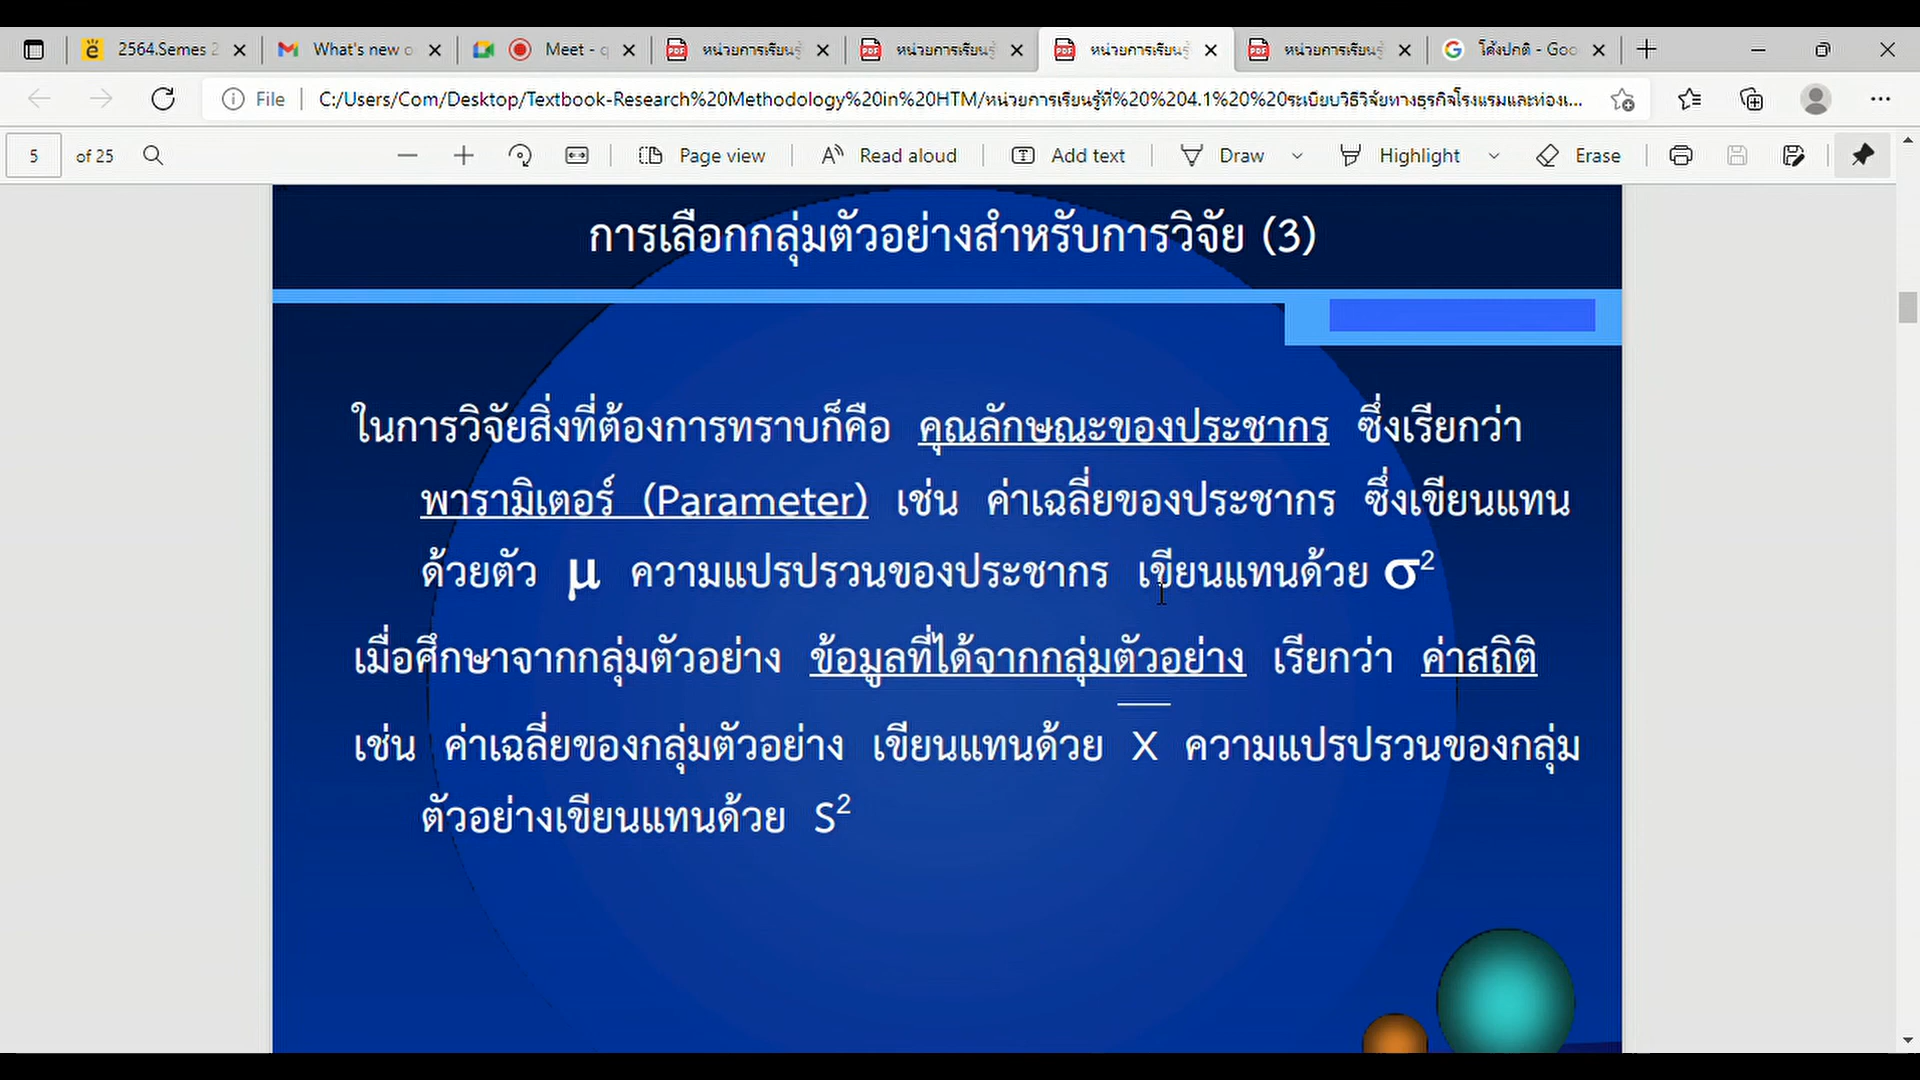 2564.Semes 2
What's new o
Meet - q
หน่วยการเรียนรู้
หน่วยการเรียนรู้
หน่วยการเรียนรู้
หน่วยการเรียนรู้
โค้งปกติ - Goo
File
C:/Users/Com/Desktop/Textbook-Research%20Methodology%20in%20HTM/หน่วยการเรียนรู้ที่%20%204.1%20%20ระเบียบวิธีวิจัยทางธุรกิจโรงแรมและท่องเ...
5 of 25
Page view
Read aloud
Add text
Draw
Highlight
Erase
การเลือกกลุ่มตัวอย่างสำหรับการวิจัย (3)
ในการวิจัยสิ่งที่ต้องการทราบก็คือ คุณลักษณะของประชากร ซึ่งเรียกว่า
พารามิเตอร์ (Parameter) เช่น ค่าเฉลี่ยของประชากร ซึ่งเขียนแทน
ด้วยตัว μ ความแปรปรวนของประชากร เขียนแทนด้วย σ²
เมื่อศึกษาจากกลุ่มตัวอย่าง ข้อมูลที่ได้จากกลุ่มตัวอย่าง เรียกว่า ค่าสถิติ
เช่น ค่าเฉลี่ยของกลุ่มตัวอย่าง เขียนแทนด้วย X̅ ความแปรปรวนของกลุ่ม
ตัวอย่างเขียนแทนด้วย S²